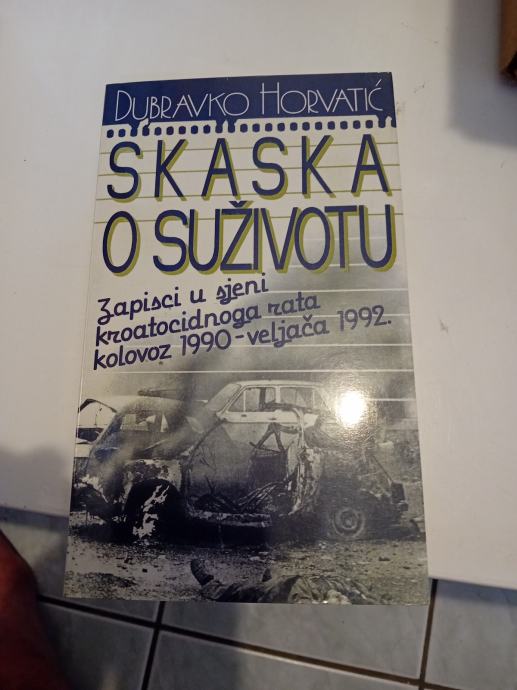 DUBRAVKO HORVATIĆ
SKASKA
O SUŽIVOTU
Zapisci u sjeni
kroatocidnoga rata
kolovoz 1990-veljača 1992.